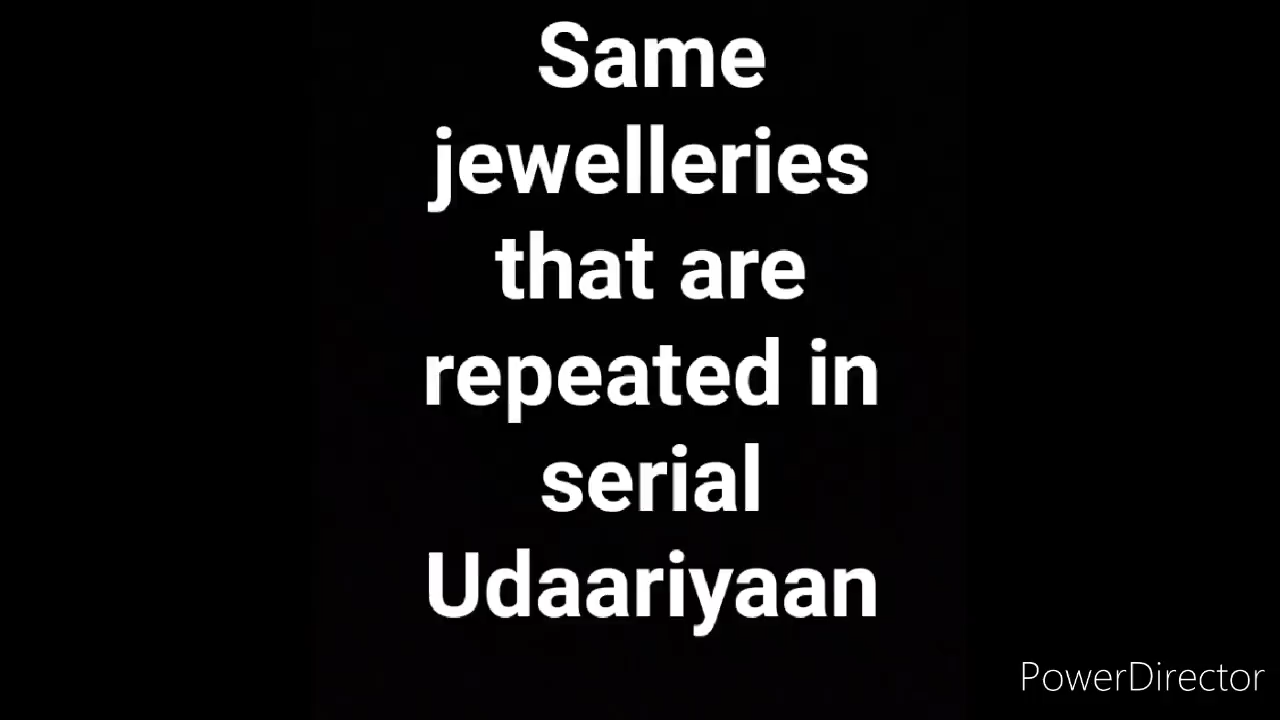 Same
jewelleries
that are
repeated in
serial
Udaariyaan
PowerDirector